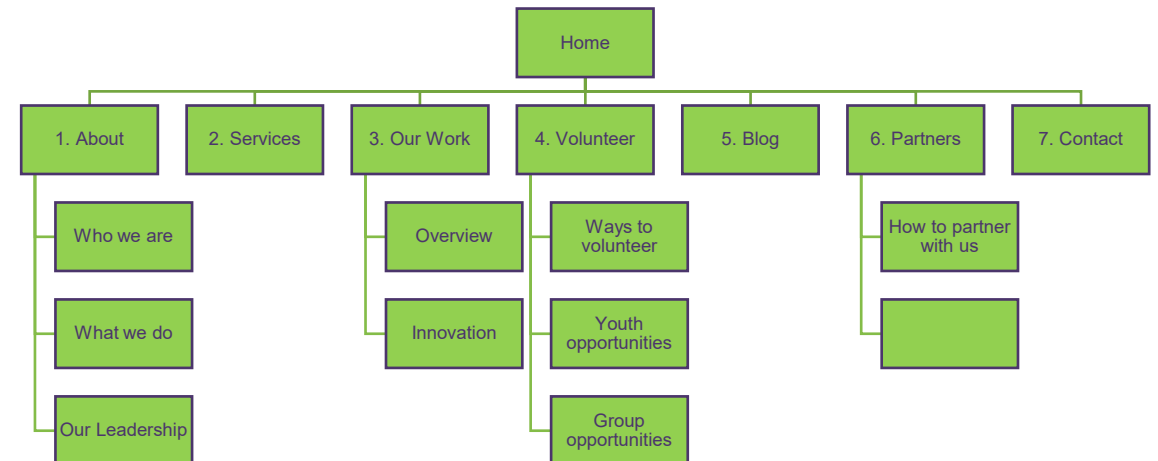 Home
1. About
2. Services
3. Our Work
4. Volunteer
5. Blog
6. Partners
7. Contact
Who we are
Overview
Ways to
volunteer
How to partner
with us
What we do
Innovation
Youth
opportunities
Our Leadership
Group
opportunities